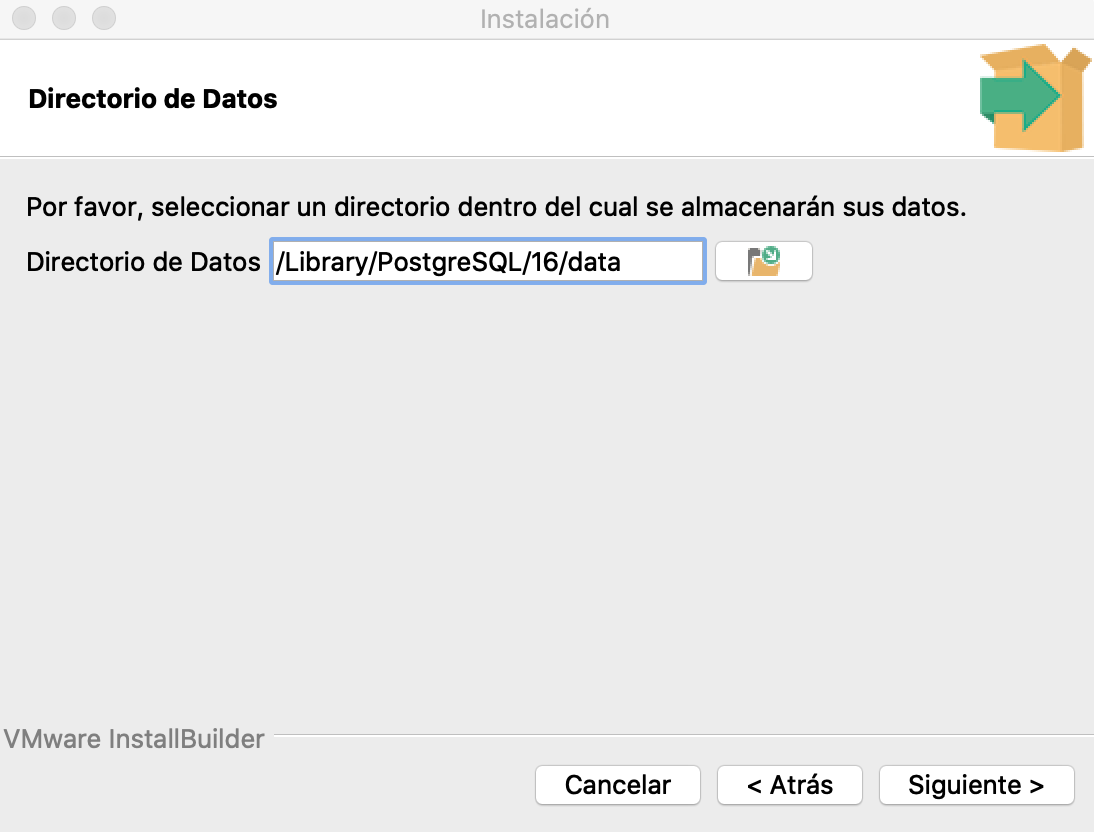 Instalación
Directorio de Datos
Por favor, seleccionar un directorio dentro del cual se almacenarán sus datos.
Directorio de Datos /Library/PostgreSQL/16/data
VMware InstallBuilder
Cancelar < Atrás Siguiente >